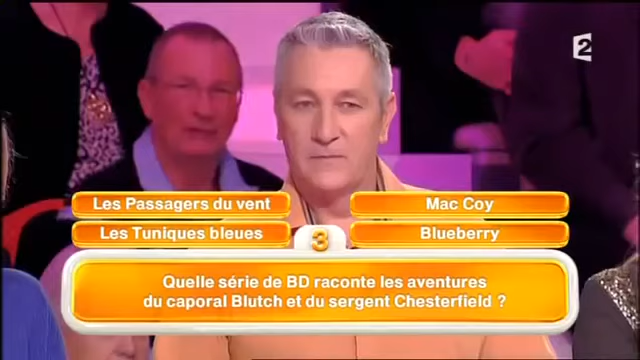 2
Les Passagers du vent
Mac Coy
Les Tuniques bleues
Blueberry
3
Quelle série de BD raconte les aventures
du caporal Blutch et du sergent Chesterfield ?